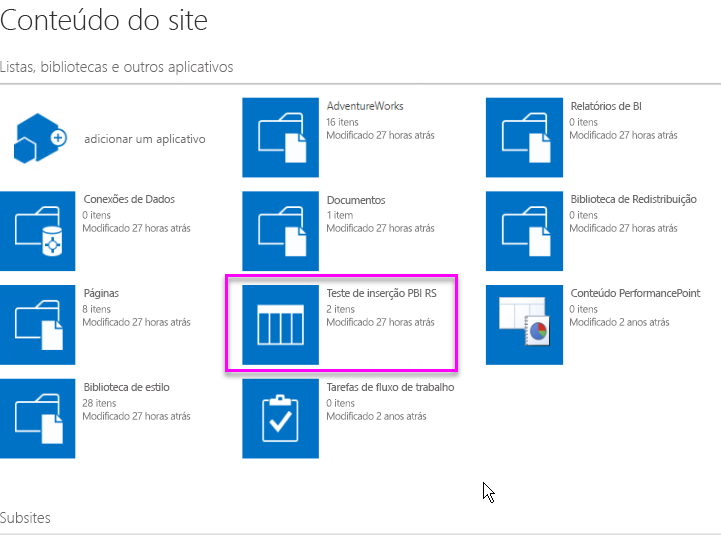 Conteúdo do site
Listas, bibliotecas e outros aplicativos
adicionar um aplicativo
AdventureWorks
16 itens
Modificado 27 horas atrás
Relatórios de BI
0 itens
Modificado 27 horas atrás
Conexões de Dados
0 itens
Modificado 27 horas atrás
Documentos
1 item
Modificado 27 horas atrás
Biblioteca de Redistribuição
0 itens
Modificado 27 horas atrás
Páginas
8 itens
Modificado 27 horas atrás
Teste de inserção PBI RS
2 itens
Modificado 27 horas atrás
Conteúdo PerformancePoint
0 itens
Modificado 2 anos atrás
Biblioteca de estilo
28 itens
Modificado 27 horas atrás
Tarefas de fluxo de trabalho
0 itens
Modificado 2 anos atrás
Subsites